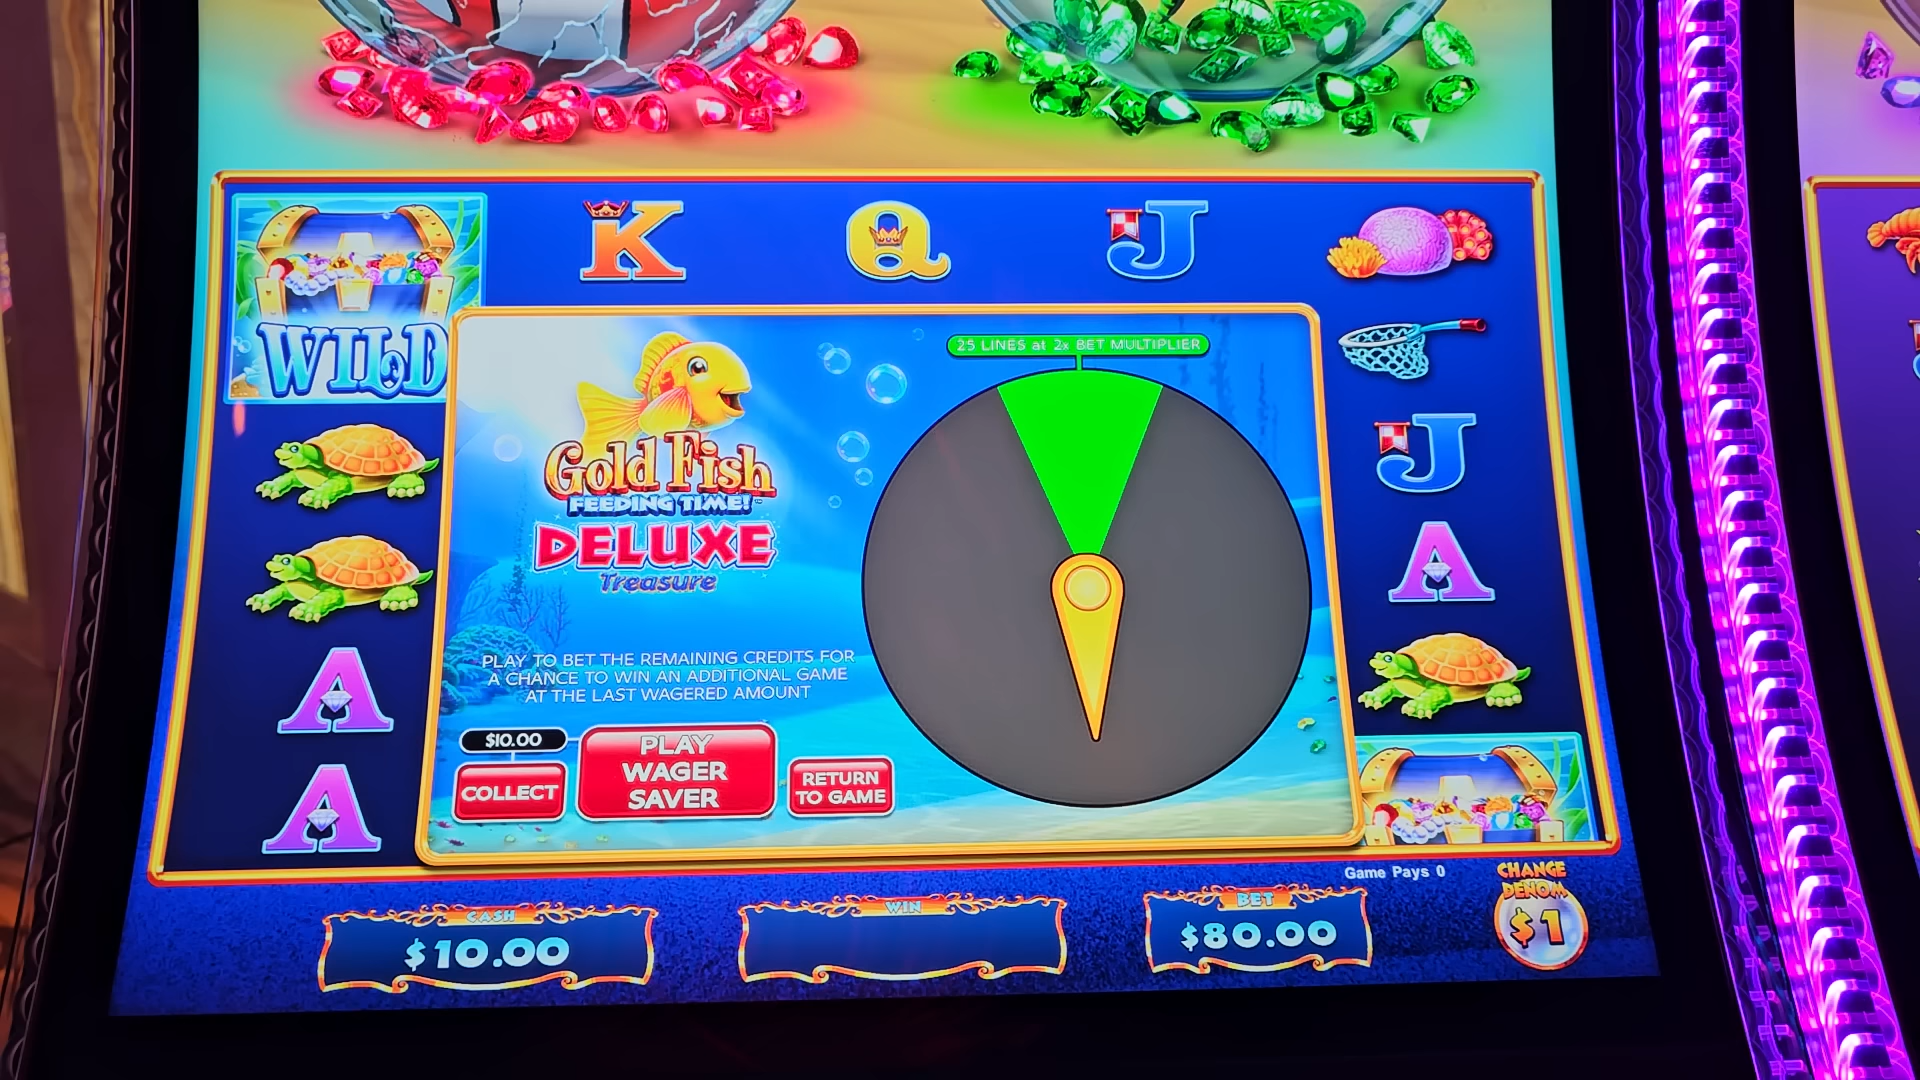 K
Q
J
WILD
25 LINES at 2x BET MULTIPLIER
Gold Fish
FEEDING TIME!™
DELUXE
Treasure
J
A
A
A
PLAY TO BET THE REMAINING CREDITS FOR
A CHANCE TO WIN AN ADDITIONAL GAME
AT THE LAST WAGERED AMOUNT
$10.00
COLLECT
PLAY
WAGER
SAVER
RETURN
TO GAME
Game Pays 0
CHANGE
DENOM
$1
CASH
$10.00
WIN
BET
$80.00